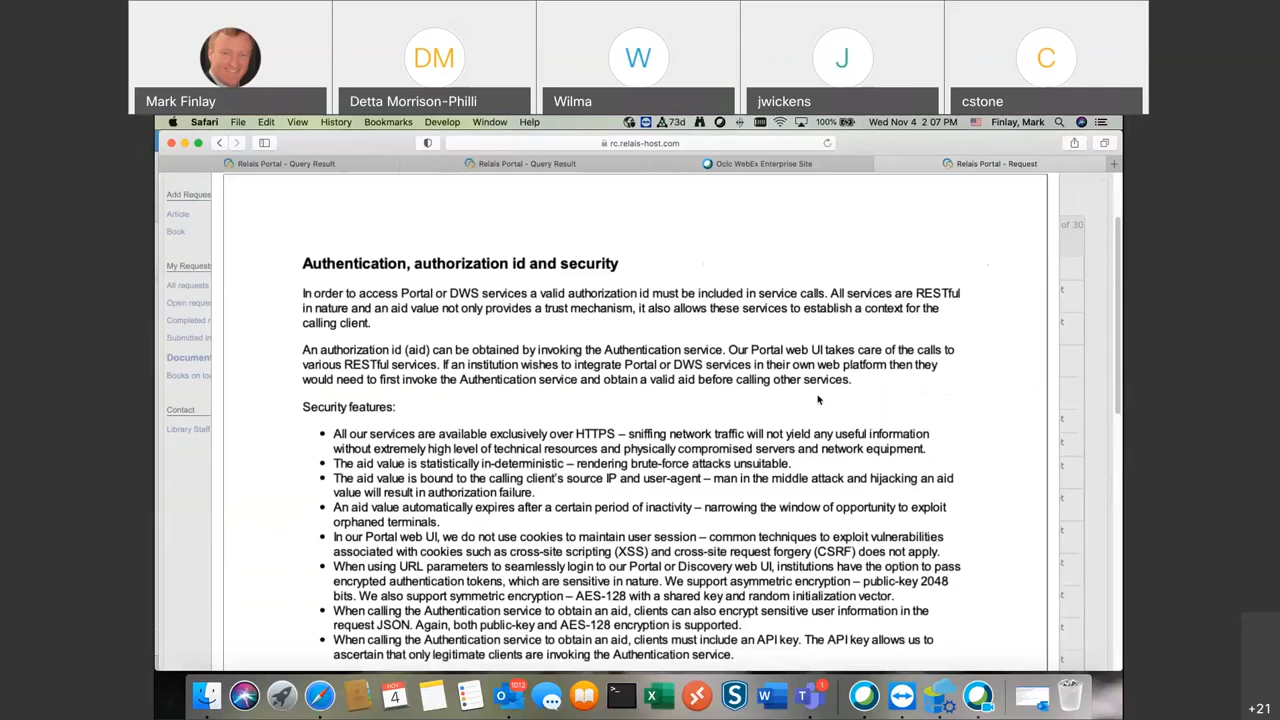 DM
W
J
C
Mark Finlay
Detta Morrison-Philli
Wilma
jwickens
cstone
Safari File Edit View History Bookmarks Develop Window Help
73d 100% Wed Nov 4 2:07 PM Finlay, Mark
rc.relais-host.com
Relais Portal - Query Result
Relais Portal - Query Result
Oclc WebEx Enterprise Site
Relais Portal - Request
Add Reques
Article
Book
My Requests
All requests
Open reque
Completed r
Submitted in
Document
Books on loa
Contact
Library Staff
of 30
Authentication, authorization id and security
In order to access Portal or DWS services a valid authorization id must be included in service calls. All services are RESTful
in nature and an aid value not only provides a trust mechanism, it also allows these services to establish a context for the
calling client.
An authorization id (aid) can be obtained by invoking the Authentication service. Our Portal web UI takes care of the calls to
various RESTful services. If an institution wishes to integrate Portal or DWS services in their own web platform then they
would need to first invoke the Authentication service and obtain a valid aid before calling other services.
Security features:
• All our services are available exclusively over HTTPS – sniffing network traffic will not yield any useful information
without extremely high level of technical resources and physically compromised servers and network equipment.
• The aid value is statistically in-deterministic – rendering brute-force attacks unsuitable.
• The aid value is bound to the calling client's source IP and user-agent – man in the middle attack and hijacking an aid
value will result in authorization failure.
• An aid value automatically expires after a certain period of inactivity – narrowing the window of opportunity to exploit
orphaned terminals.
• In our Portal web UI, we do not use cookies to maintain user session – common techniques to exploit vulnerabilities
associated with cookies such as cross-site scripting (XSS) and cross-site request forgery (CSRF) does not apply.
• When using URL parameters to seamlessly login to our Portal or Discovery web UI, institutions have the option to pass
encrypted authentication tokens, which are sensitive in nature. We support asymmetric encryption – public-key 2048
bits. We also support symmetric encryption – AES-128 with a shared key and random initialization vector.
• When calling the Authentication service to obtain an aid, clients can also encrypt sensitive user information in the
request JSON. Again, both public-key and AES-128 encryption is supported.
• When calling the Authentication service to obtain an aid, clients must include an API key. The API key allows us to
ascertain that only legitimate clients are invoking the Authentication service.
NOV
4
1012
1
+21